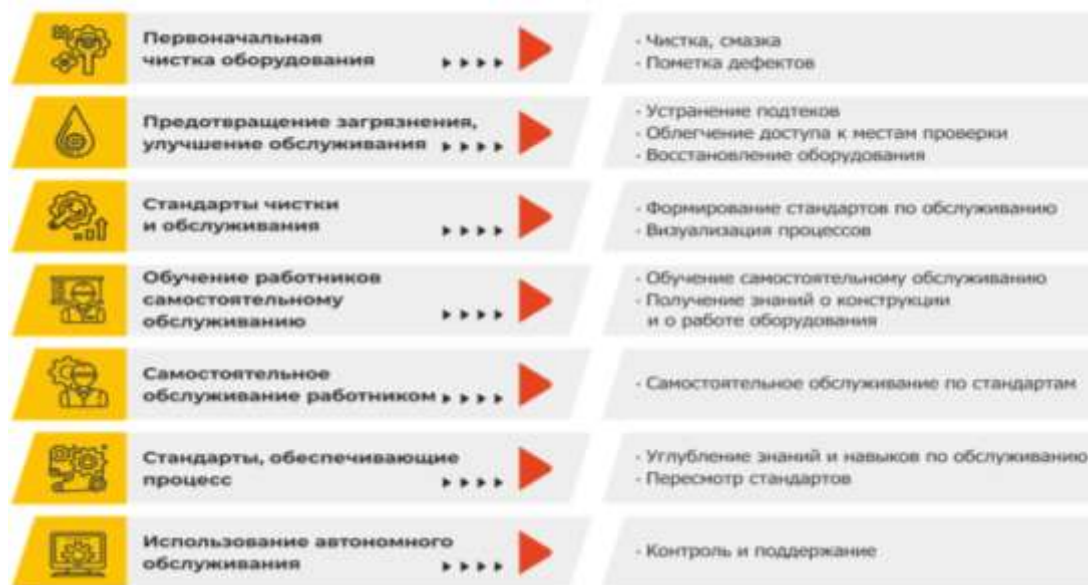 Первоначальная
чистка оборудования
· Чистка, смазка
· Пометка дефектов
Предотвращение загрязнения,
улучшение обслуживания
· Устранение подтеков
· Облегчение доступа к местам проверки
· Восстановление оборудования
Стандарты чистки
и обслуживания
· Формирование стандартов по обслуживанию
· Визуализация процессов
Обучение работников
самостоятельному
обслуживанию
· Обучение самостоятельному обслуживанию
· Получение знаний о конструкции
и о работе оборудования
Самостоятельное
обслуживание работником
· Самостоятельное обслуживание по стандартам
Стандарты, обеспечивающие
процесс
· Углубление знаний и навыков по обслуживанию
· Пересмотр стандартов
Использование автономного
обслуживания
· Контроль и поддержание